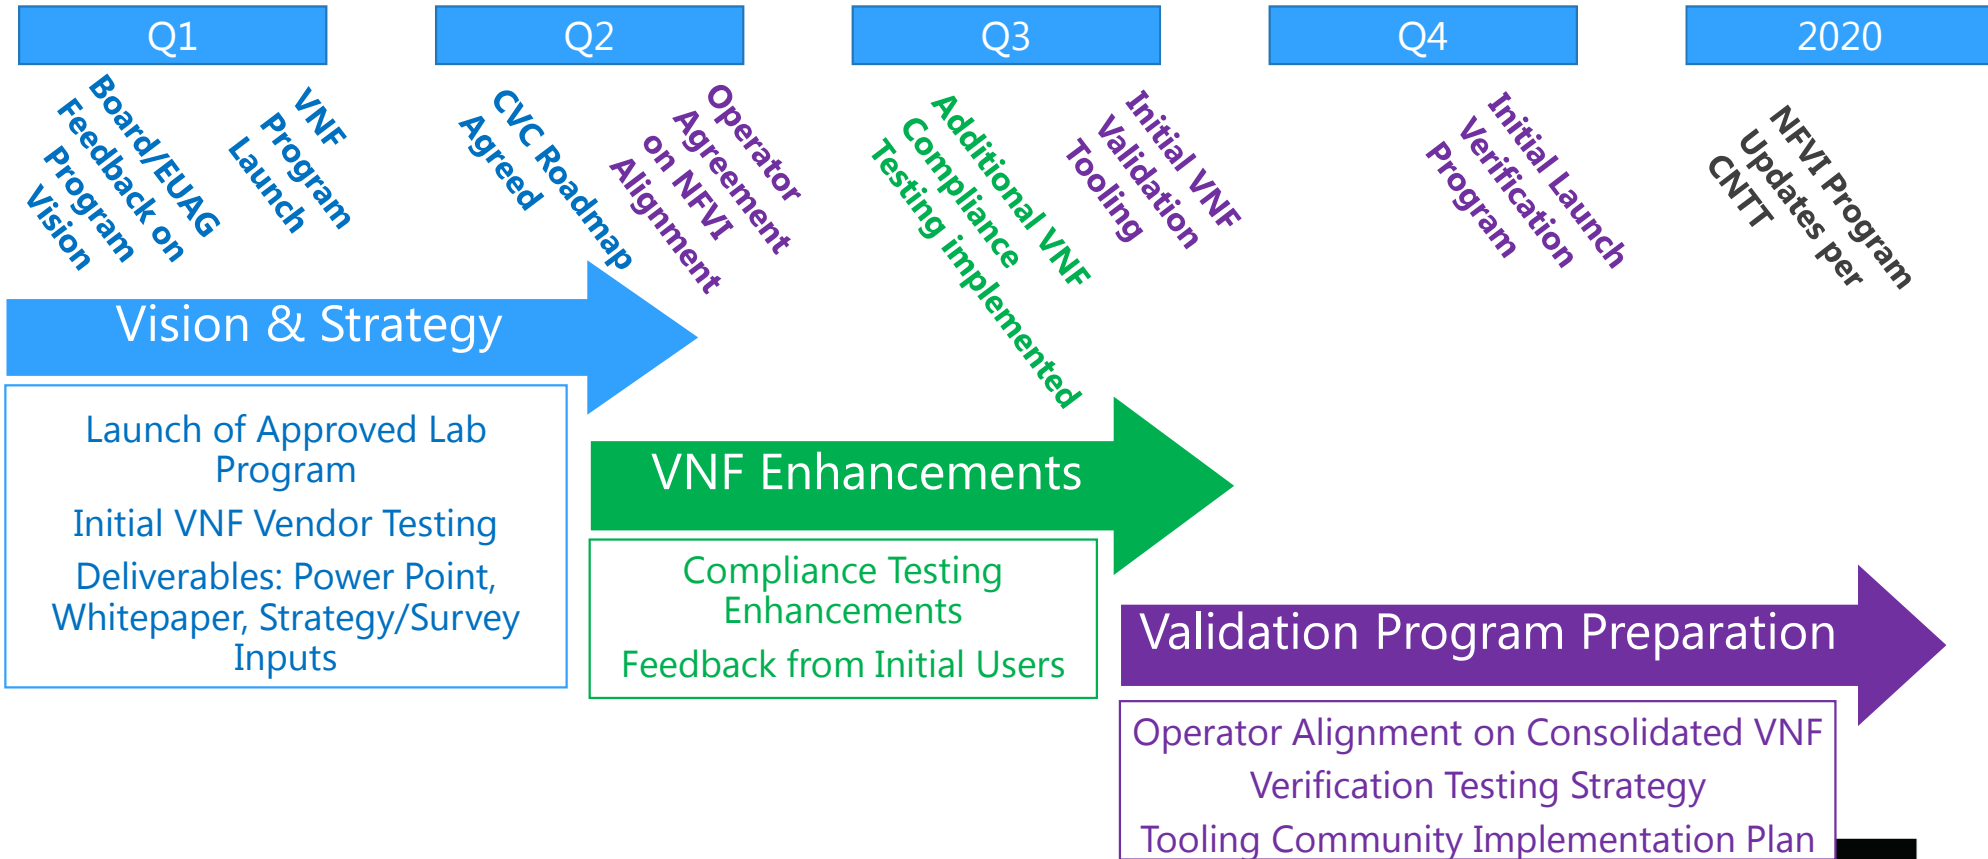 Q1
Q2
Q3
Q4
2020
Board/EUAG
Feedback on
Program
Vision
VNF
Program
Launch
CVC Roadmap
Agreed
Operator
Agreement
on NFVI
Alignment
Additional VNF
Compliance
Testing implemented
Initial VNF
Validation
Tooling
Initial Launch
Verification
Program
NFVI Program
Updates per
CNTT
Vision & Strategy
Launch of Approved Lab
Program
Initial VNF Vendor Testing
Deliverables: Power Point,
Whitepaper, Strategy/Survey
Inputs
VNF Enhancements
Compliance Testing
Enhancements
Feedback from Initial Users
Validation Program Preparation
Operator Alignment on Consolidated VNF
Verification Testing Strategy
Tooling Community Implementation Plan